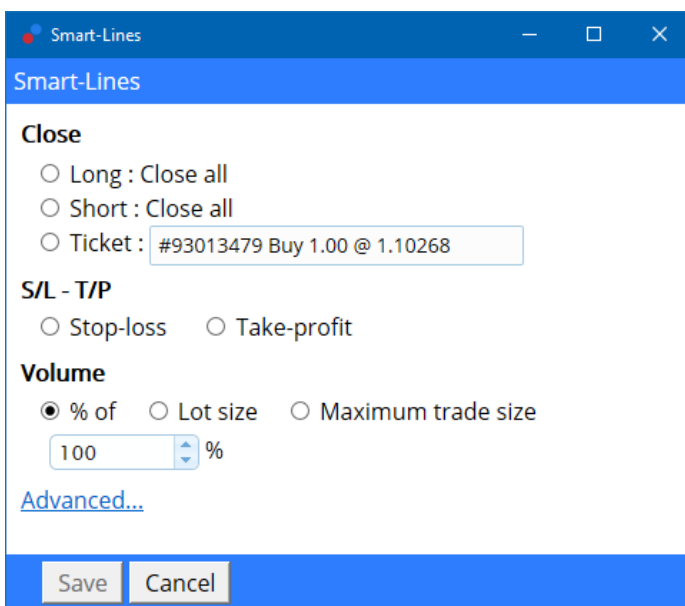 Smart-Lines
Smart-Lines
Close
Long : Close all
Short : Close all
Ticket : #93013479 Buy 1.00 @ 1.10268
S/L - T/P
Stop-loss Take-profit
Volume
% of Lot size Maximum trade size
100 %
Advanced...
Save Cancel